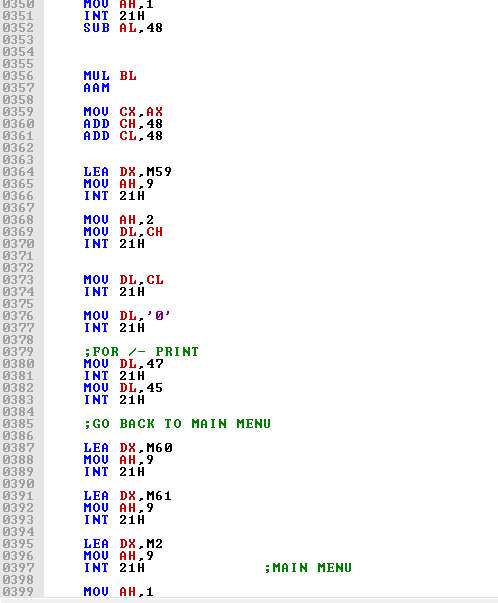 0350 MOV AH,1
0351 INT 21H
0352 SUB AL,48
0353
0354
0355
0356 MUL BL
0357 AAM
0358
0359 MOV CX,AX
0360 ADD CH,48
0361 ADD CL,48
0362
0363
0364 LEA DX,M59
0365 MOV AH,9
0366 INT 21H
0367
0368 MOV AH,2
0369 MOV DL,CH
0370 INT 21H
0371
0372
0373 MOV DL,CL
0374 INT 21H
0375
0376 MOV DL,'0'
0377 INT 21H
0378
0379 ;FOR /- PRINT
0380 MOV DL,47
0381 INT 21H
0382 MOV DL,45
0383 INT 21H
0384
0385 ;GO BACK TO MAIN MENU
0386
0387 LEA DX,M60
0388 MOV AH,9
0389 INT 21H
0390
0391 LEA DX,M61
0392 MOV AH,9
0393 INT 21H
0394
0395 LEA DX,M2
0396 MOV AH,9
0397 INT 21H ;MAIN MENU
0398
0399 MOV AH,1